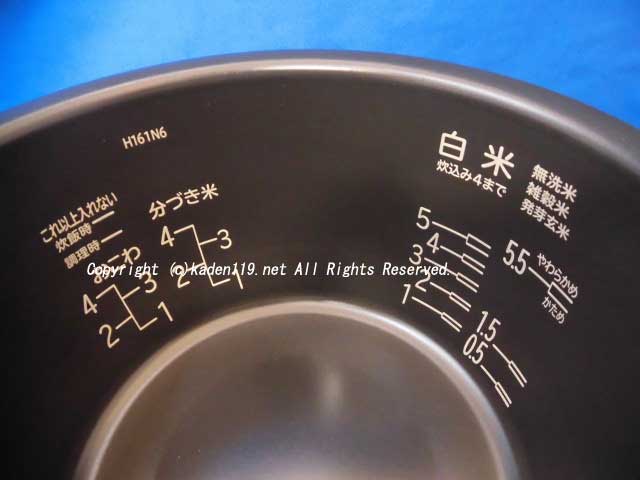 H161N6
これ以上入れない
炊飯時
調理時
おこわ
4
3
2
1
分づき米
4
3
2
1
白米
炊込み4まで
無洗米
雑穀米
発芽玄米
5
4
3
2
1
5.5
やわらかめ
かため
1.5
0.5
Copyright (c)kaden119.net All Rights Reserved.